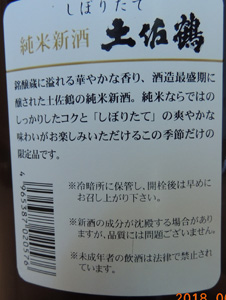 しぼりたて
純米新酒 土佐鶴
銘醸蔵に溢れる華やかな香り、酒造最盛期に
醸された土佐鶴の純米新酒。純米ならではの
しっかりしたコクと「しぼりたて」の爽やかな
味わいがお楽しみいただけるこの季節だけの
限定品です。
※冷暗所に保管し、開栓後は早めに
お召し上がり下さい。
※新酒の成分が沈殿する場合があり
ますが、品質には問題ございません。
※未成年者の飲酒は法律で禁止され
ています。
4 965387 020576